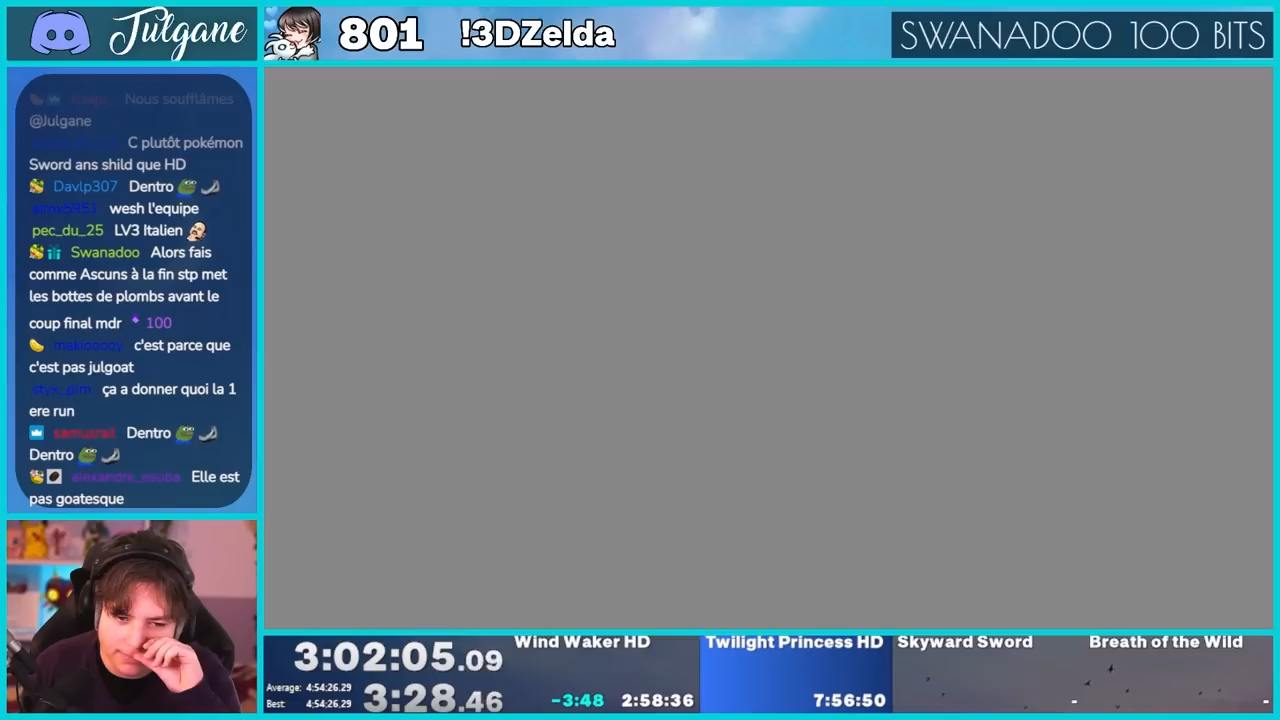 Julgane
801 !3DZelda
SWANADOO 100 BITS
Nous soufflâmes
@Julgane
C plutôt pokémon
Sword ans shild que HD
Davlp307 Dentro
wesh l'equipe
pec_du_25 LV3 Italien
Swanadoo Alors fais
comme Ascuns à la fin stp met
les bottes de plombs avant le
coup final mdr 100
c'est parce que
c'est pas julgoat
styx_plm ça a donner quoi la 1
ere run
samusrait Dentro
Dentro
Elle est
pas goatesque
3:02:05.09
Average: 4:54:26.29
Best: 4:54:26.29
3:28.46
Wind Waker HD
-3:48 2:58:36
Twilight Princess HD
7:56:50
Skyward Sword
-
Breath of the Wild
-